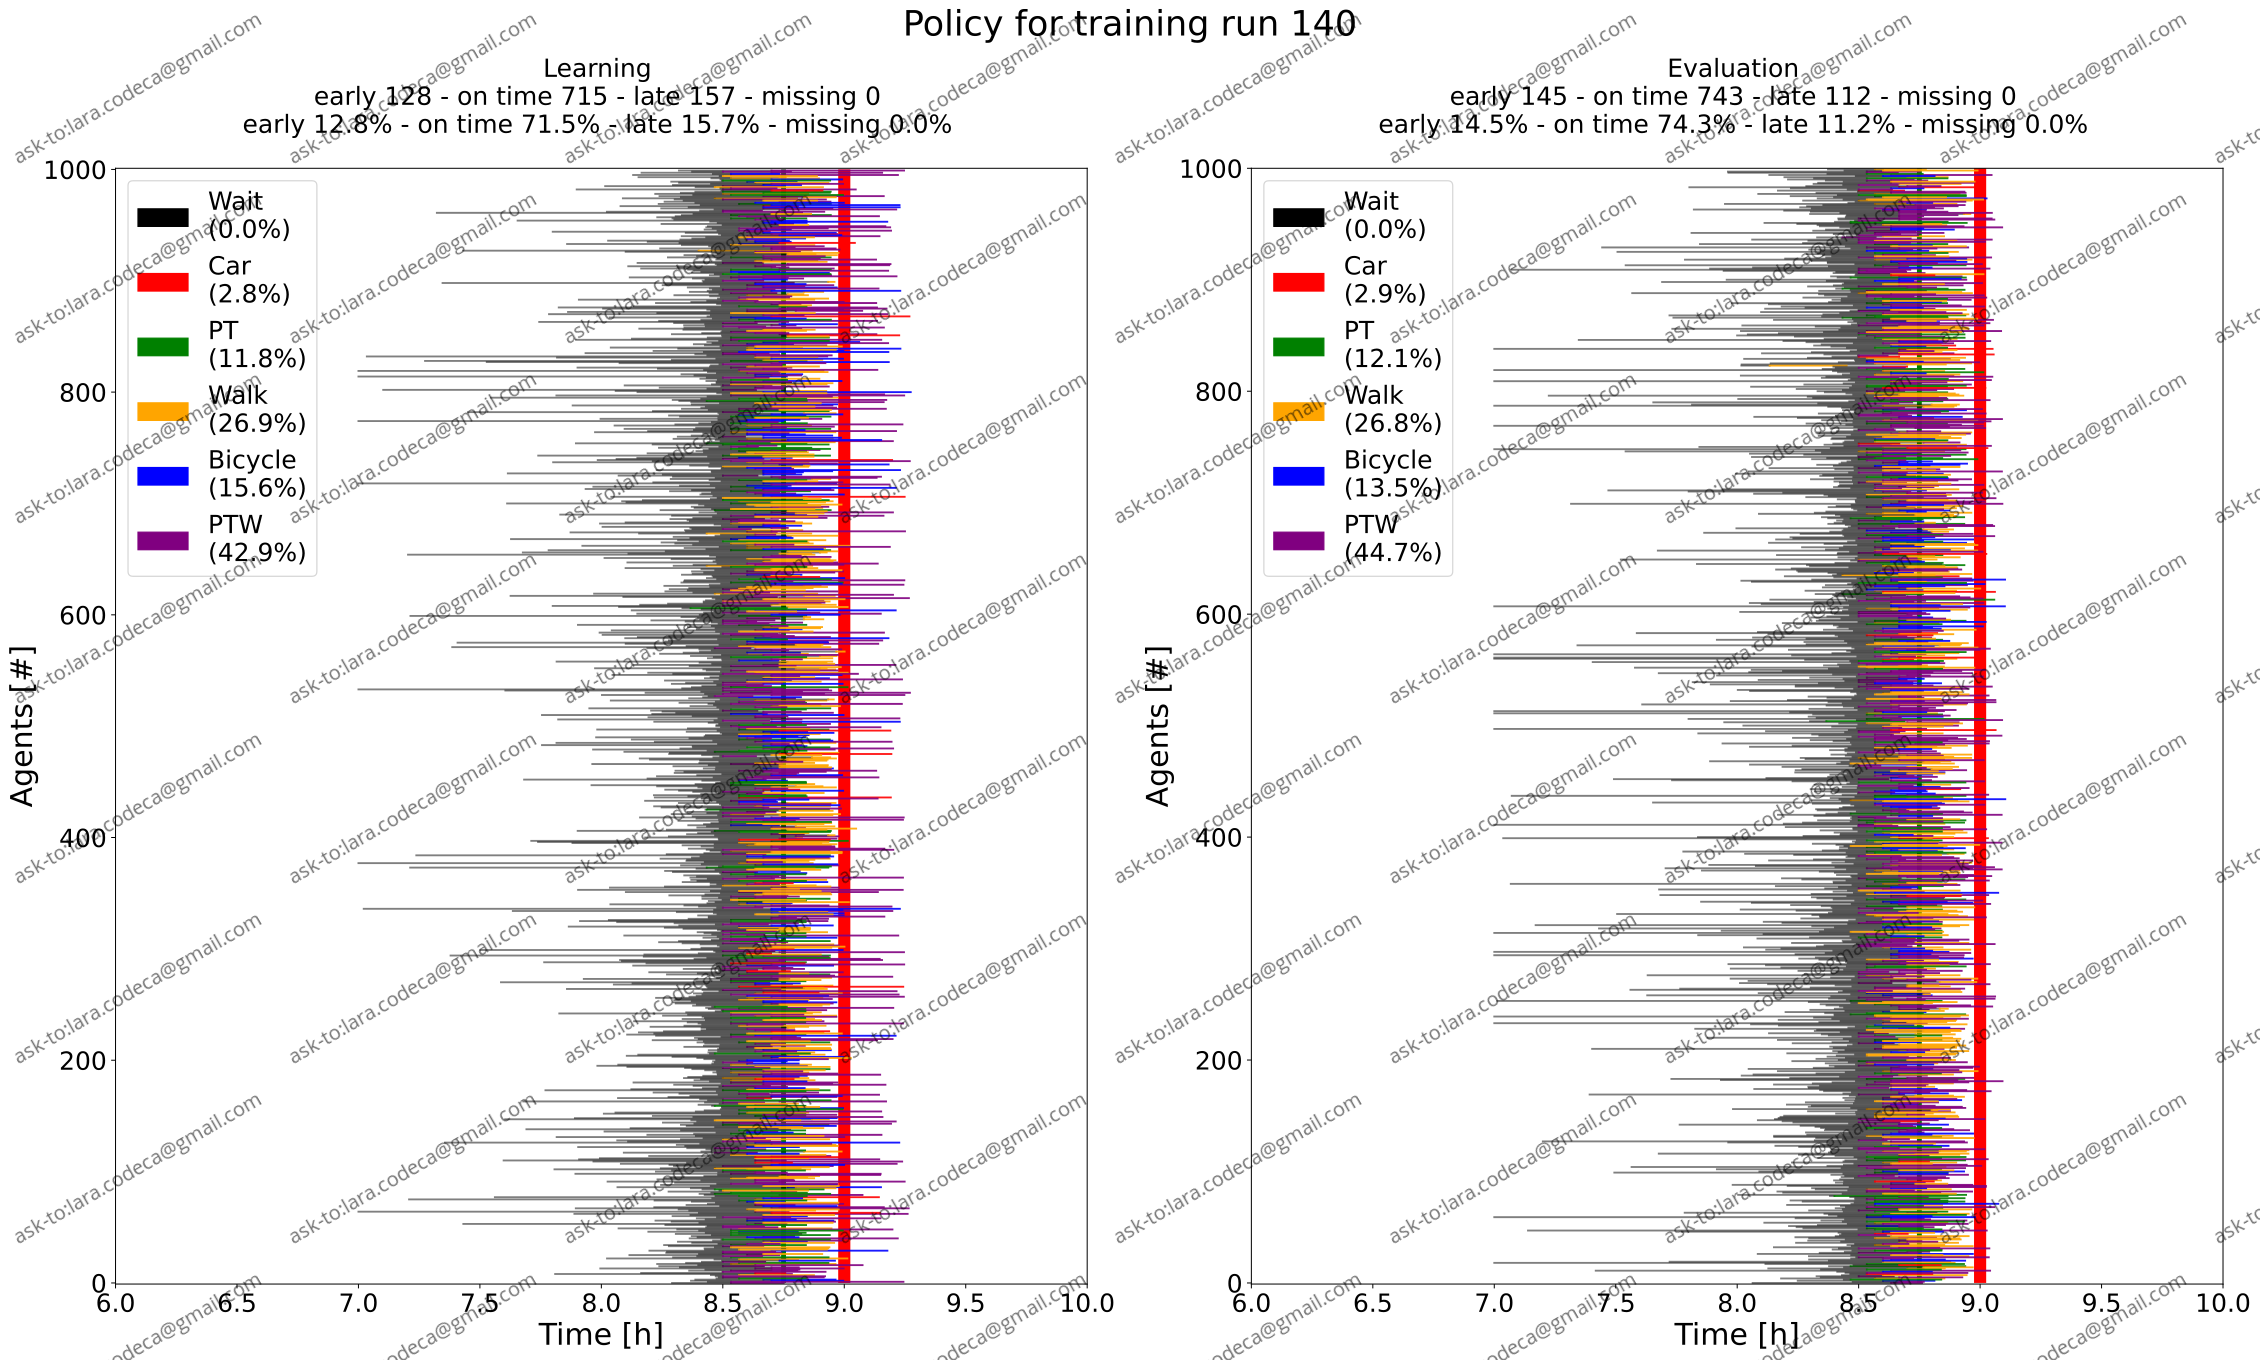 Policy for training run 140
Learning
early 128 - on time 715 - late 157 - missing 0
early 12.8% - on time 71.5% - late 15.7% - missing 0.0%
1000
800
600
400
200
0
Agents [#]
Wait
(0.0%)
Car
(2.8%)
PT
(11.8%)
Walk
(26.9%)
Bicycle
(15.6%)
PTW
(42.9%)
6.0 6.5 7.0 7.5 8.0 8.5 9.0 9.5 10.0
Time [h]
Evaluation
early 145 - on time 743 - late 112 - missing 0
early 14.5% - on time 74.3% - late 11.2% - missing 0.0%
1000
800
600
400
200
0
Agents [#]
Wait
(0.0%)
Car
(2.9%)
PT
(12.1%)
Walk
(26.8%)
Bicycle
(13.5%)
PTW
(44.7%)
6.0 6.5 7.0 7.5 8.0 8.5 9.0 9.5 10.0
Time [h]
ask-to:lara.codeca@gmail.com